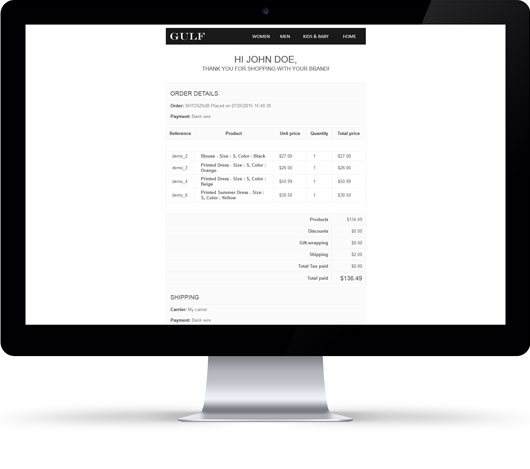 GULF WOMEN MEN KIDS & BABY HOME
HI JOHN DOE,
THANK YOU FOR SHOPPING WITH YOUR BRAND!
ORDER DETAILS
Order: Placed on 07/20/2015 15:49:30
Payment: Bank wire
Reference Product Unit price Quantity Total price
demo_2 Blouse - Size : S, Color : Black $27.00 1 $27.00
demo_3 Printed Dress - Size : S, Color : Orange $26.00 1 $26.00
demo_4 Printed Dress - Size : S, Color : Beige $50.99 1 $50.99
demo_5 Printed Summer Dress - Size : S, Color : Yellow $30.50 1 $30.50
Products $134.49
Discounts $0.00
Gift-wrapping $0.00
Shipping $2.00
Total Tax paid $0.00
Total paid $136.49
SHIPPING
Carrier: My carrier
Payment: Bank wire